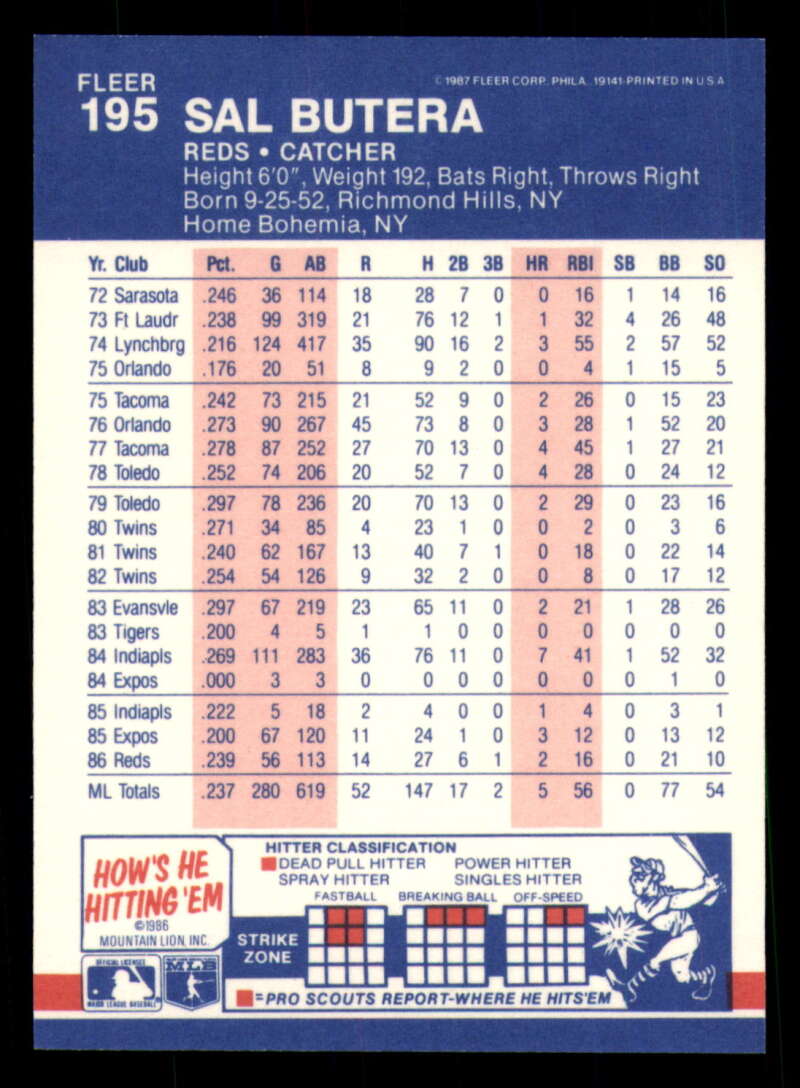 FLEER
© 1987 FLEER CORP. PHILA. 19141-PRINTED IN U S A
195 SAL BUTERA
REDS • CATCHER
Height 6'0", Weight 192, Bats Right, Throws Right
Born 9-25-52, Richmond Hills, NY
Home Bohemia, NY
Yr. Club Pct. G AB R H 2B 3B HR RBI SB BB SO
72 Sarasota .246 36 114 18 28 7 0 0 16 1 14 16
73 Ft Laudr .238 99 319 21 76 12 1 1 32 4 26 48
74 Lynchbrg .216 124 417 35 90 16 2 3 55 2 57 52
75 Orlando .176 20 51 8 9 2 0 0 4 1 15 5
75 Tacoma .242 73 215 21 52 9 0 2 26 0 15 23
76 Orlando .273 90 267 45 73 8 0 3 28 1 52 20
77 Tacoma .278 87 252 27 70 13 0 4 45 1 27 21
78 Toledo .252 74 206 20 52 7 0 4 28 0 24 12
79 Toledo .297 78 236 20 70 13 0 2 29 0 23 16
80 Twins .271 34 85 4 23 1 0 0 2 0 3 6
81 Twins .240 62 167 13 40 7 1 0 18 0 22 14
82 Twins .254 54 126 9 32 2 0 0 8 0 17 12
83 Evansvle .297 67 219 23 65 11 0 2 21 1 28 26
83 Tigers .200 4 5 1 1 0 0 0 0 0 0 0
84 Indiapls .269 111 283 36 76 11 0 7 41 1 52 32
84 Expos .000 3 3 0 0 0 0 0 0 0 1 0
85 Indiapls .222 5 18 2 4 0 0 1 4 0 3 1
85 Expos .200 67 120 11 24 1 0 3 12 0 13 12
86 Reds .239 56 113 14 27 6 1 2 16 0 21 10
ML Totals .237 280 619 52 147 17 2 5 56 0 77 54
HOW'S HE
HITTING 'EM
©1986
MOUNTAIN LION, INC.
HITTER CLASSIFICATION
DEAD PULL HITTER POWER HITTER
SPRAY HITTER SINGLES HITTER
FASTBALL BREAKING BALL OFF-SPEED
STRIKE
ZONE
=PRO SCOUTS REPORT-WHERE HE HITS'EM
OFFICIAL LICENSEE
MAJOR LEAGUE BASEBALL
MLB